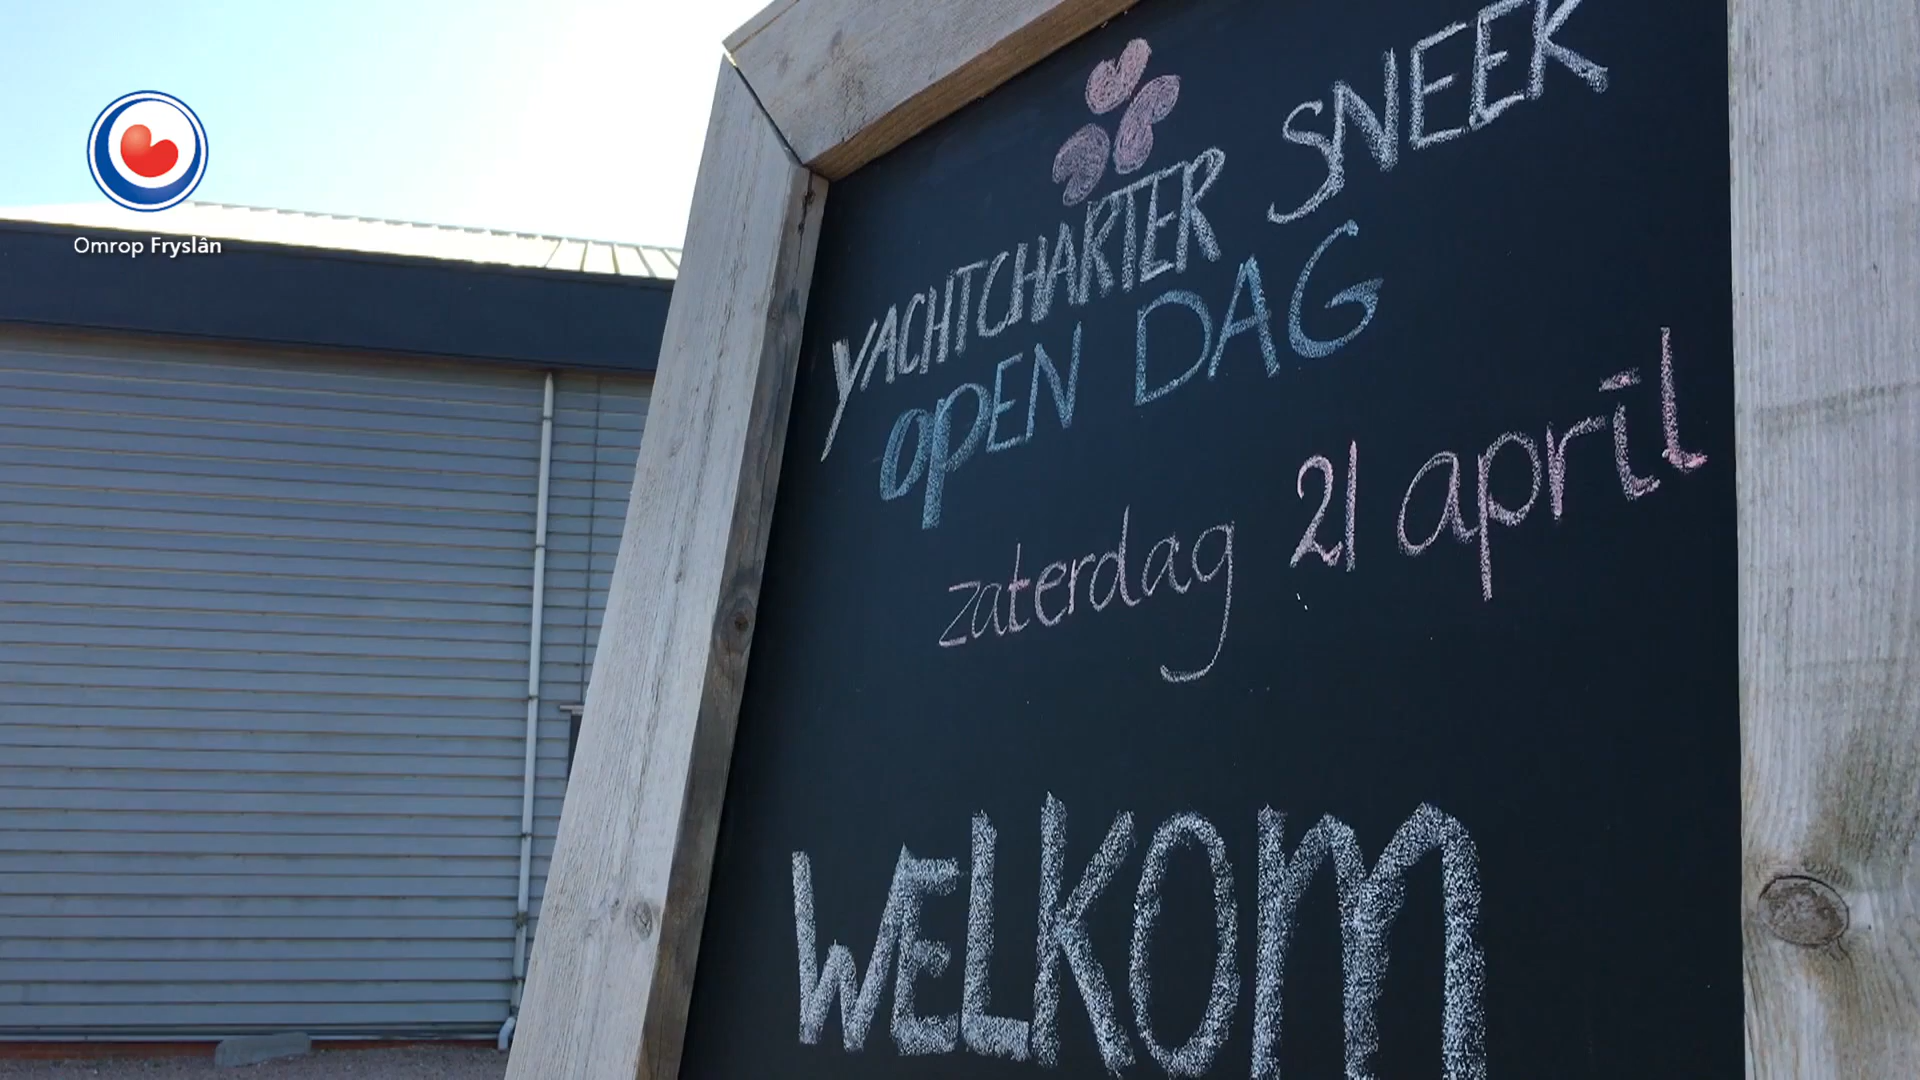 Omrop Fryslân
YACHTCHARTER SNEEK
OPEN DAG
zaterdag 21 april
WELKOM